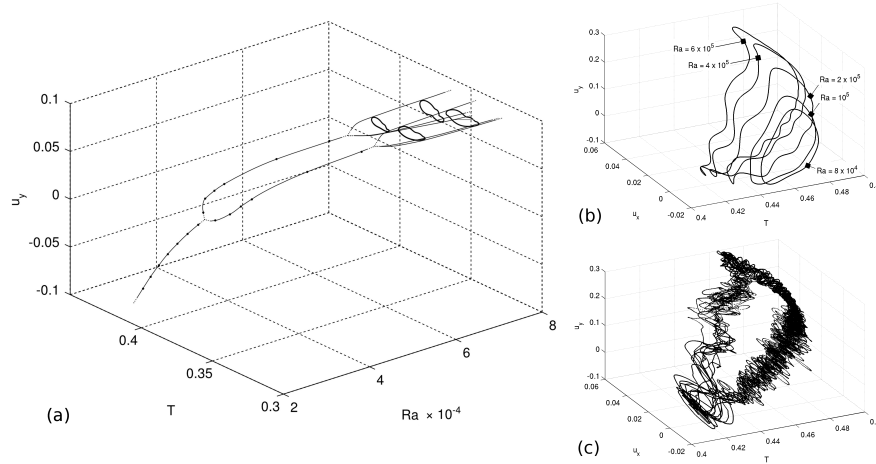 0.1
0.05
0
-0.05
-0.1
u_y
0.4
0.35
0.3
2
4
6
8
T
Ra × 10^-4
(a)
0.3
0.2
0.1
0
-0.1
u_y
0.06
0.04
0.02
0
-0.02
u_x
0.4
0.42
0.44
0.46
0.48
0.
T
Ra = 6 x 10^5
Ra = 4 x 10^5
Ra = 2 x 10^5
Ra = 10^5
Ra = 8 x 10^4
(b)
0.3
0.2
0.1
0
-0.1
u_y
0.06
0.04
0.02
0
-0.02
u_x
0.4
0.42
0.44
0.46
0.48
0.
T
(c)